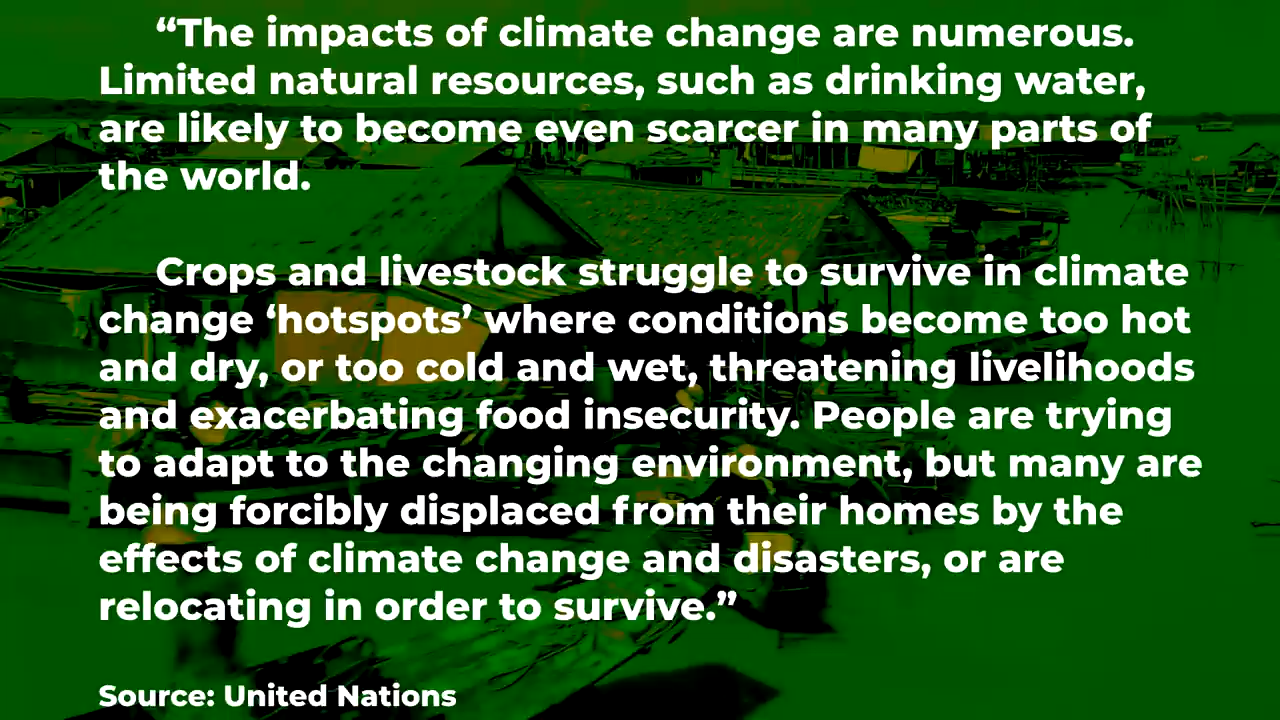 “The impacts of climate change are numerous.
Limited natural resources, such as drinking water,
are likely to become even scarcer in many parts of
the world.
Crops and livestock struggle to survive in climate
change ‘hotspots’ where conditions become too hot
and dry, or too cold and wet, threatening livelihoods
and exacerbating food insecurity. People are trying
to adapt to the changing environment, but many are
being forcibly displaced from their homes by the
effects of climate change and disasters, or are
relocating in order to survive.”
Source: United Nations